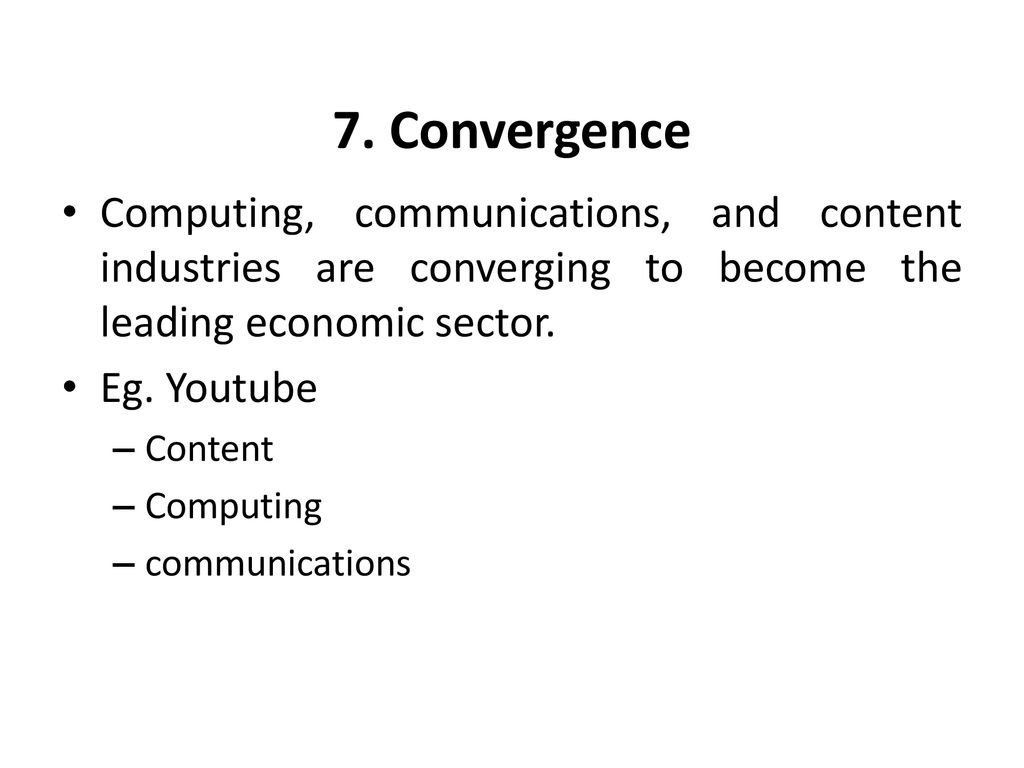 7. Convergence
• Computing, communications, and content
industries are converging to become the
leading economic sector.
• Eg. Youtube
– Content
– Computing
– communications